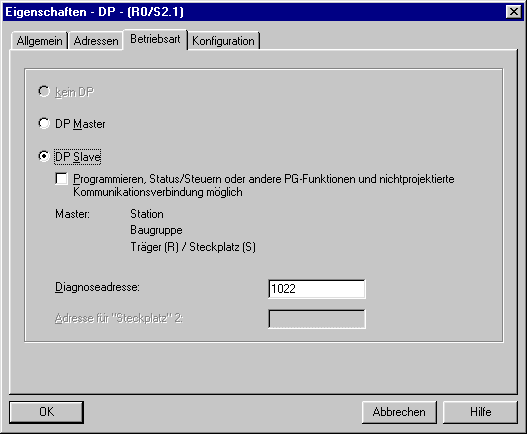 Eigenschaften - DP - (R0/S2.1)
Allgemein Adressen Betriebsart Konfiguration
kein DP
DP Master
DP Slave
Programmieren, Status/Steuern oder andere PG-Funktionen und nichtprojektierte
Kommunikationsverbindung möglich
Master: Station
Baugruppe
Träger (R) / Steckplatz (S)
Diagnoseadresse: 1022
Adresse für "Steckplatz" 2:
OK Abbrechen Hilfe